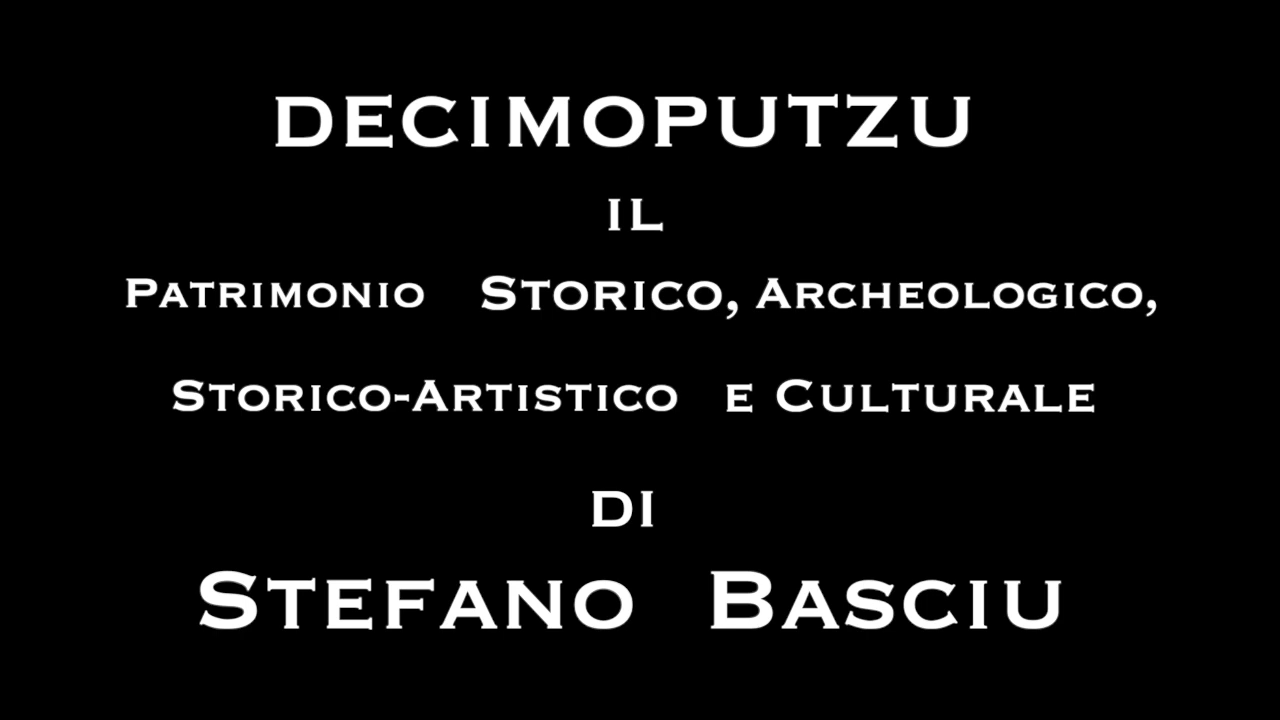 DECIMOPUTZU
IL
Patrimonio Storico, Archeologico,
Storico-Artistico e Culturale
DI
Stefano Basciu